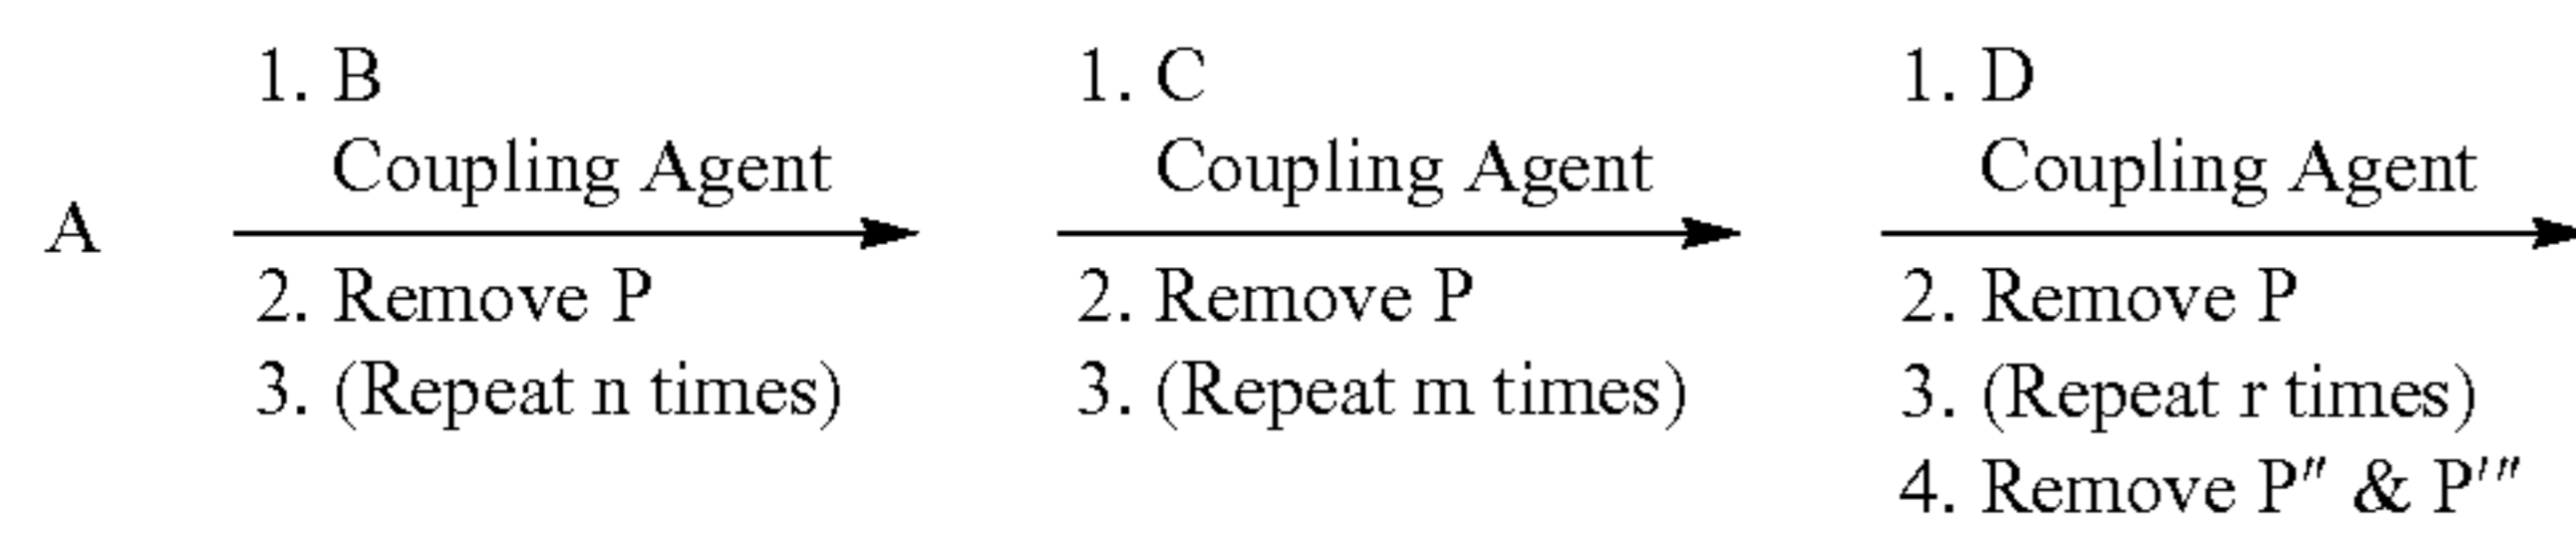 A
1. B
Coupling Agent
2. Remove P
3. (Repeat n times)
1. C
Coupling Agent
2. Remove P
3. (Repeat m times)
1. D
Coupling Agent
2. Remove P
3. (Repeat r times)
4. Remove P″ & P‴